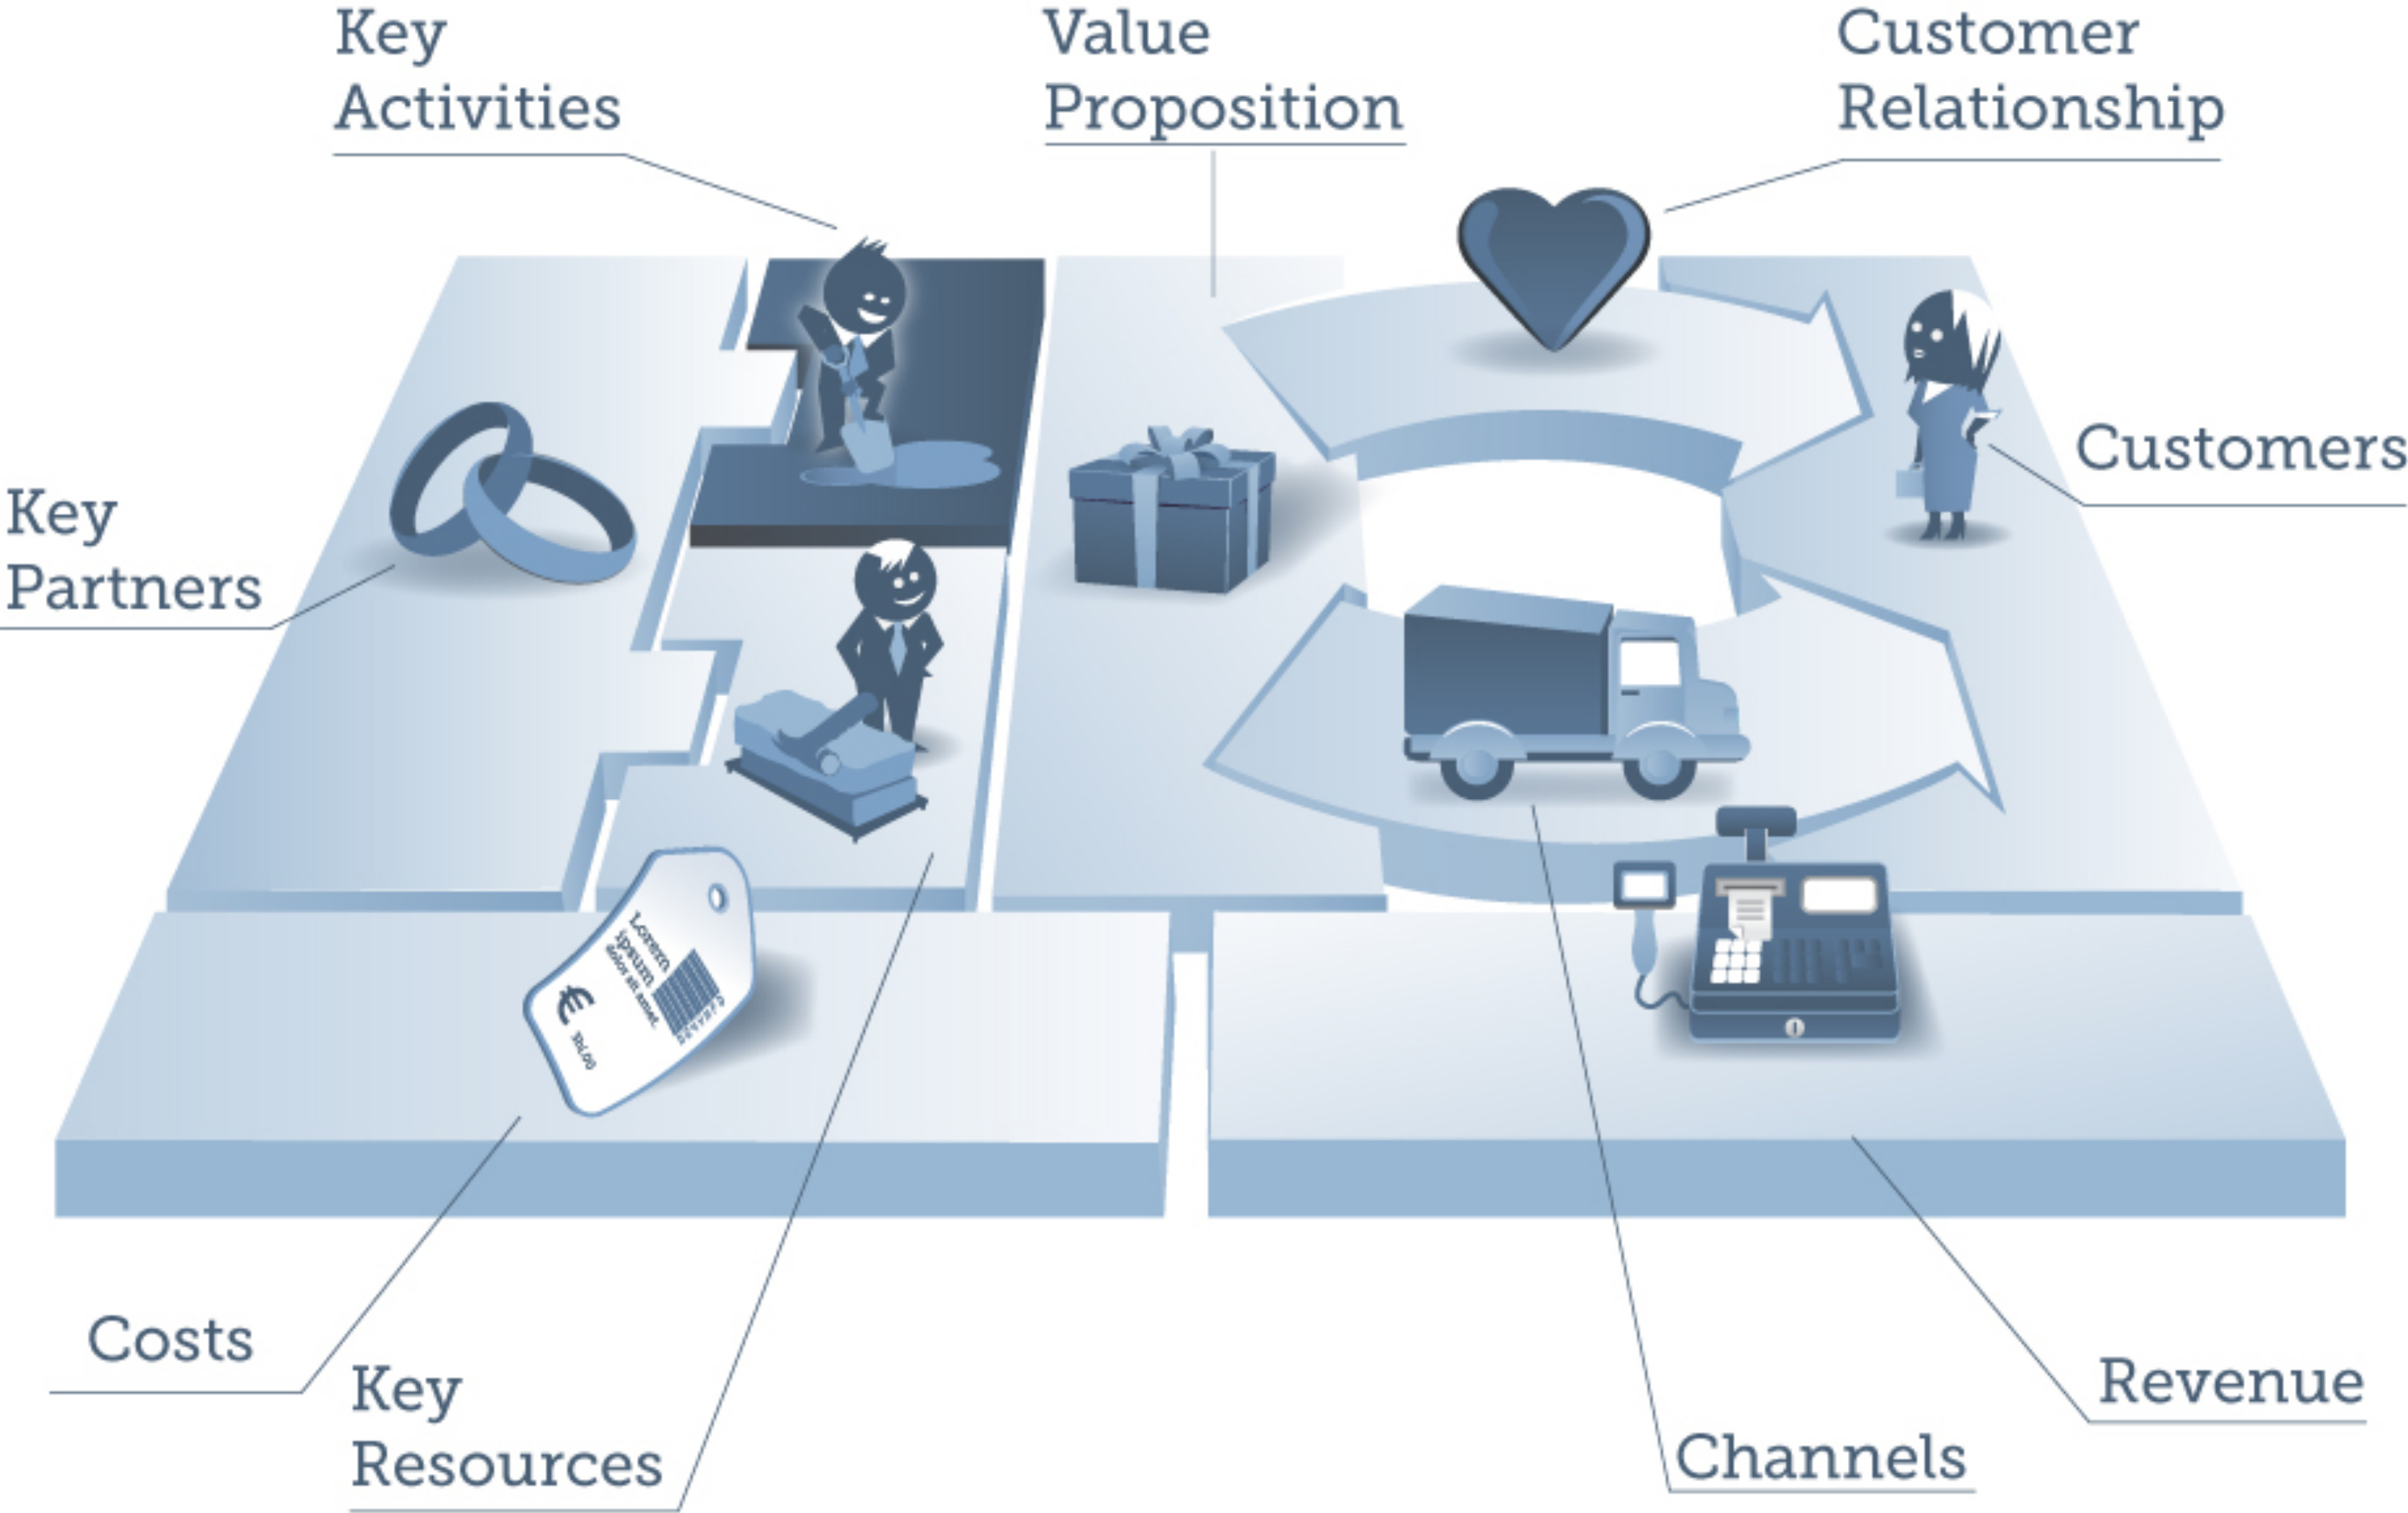 Key
Activities
Value
Proposition
Customer
Relationship
Customers
Key
Partners
Lorem
ipsum
dolor sit amet.
€
Costs
Key
Resources
Channels
Revenue